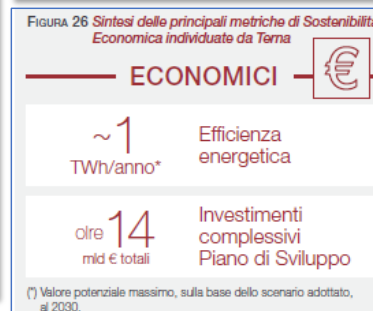 FIGURA 26 Sintesi delle principali metriche di Sostenibilità
Economica individuate da Terna
ECONOMICI €
~1
TWh/anno*
Efficienza
energetica
olre 14
mld € totali
Investimenti
complessivi
Piano di Sviluppo
(*) Valore potenziale massimo, sulla base dello scenario adottato,
al 2030.